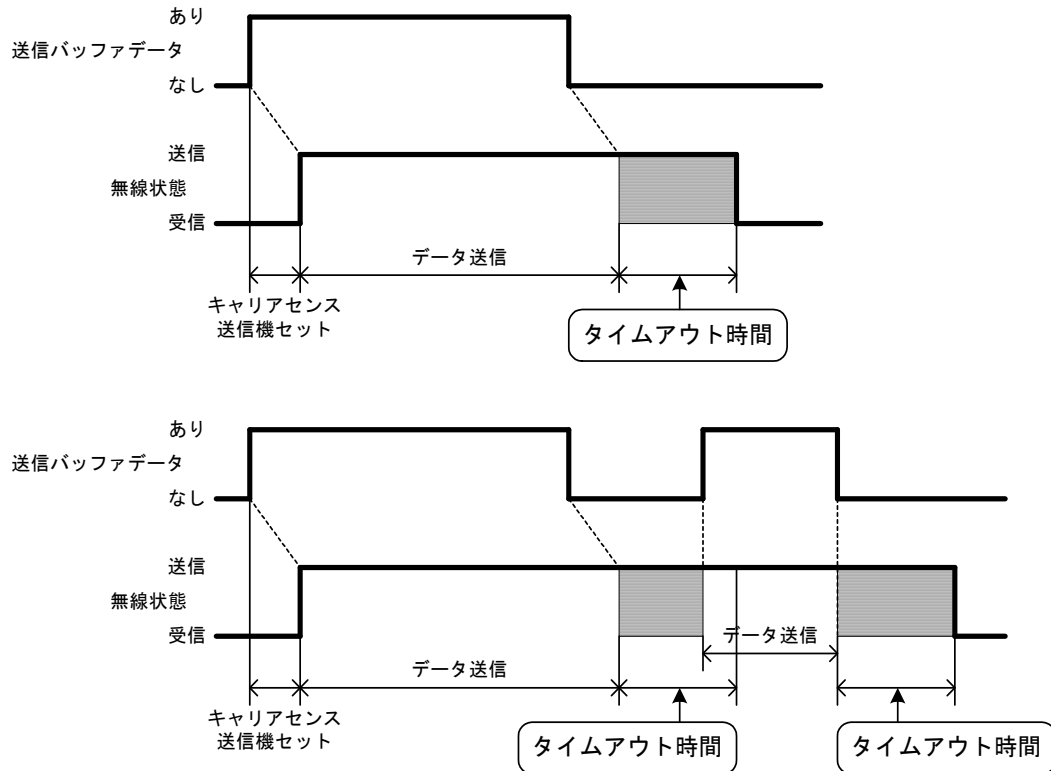 あり
送信バッファデータ
なし
送信
無線状態
受信
データ送信
キャリアセンス
送信機セット
タイムアウト時間
あり
送信バッファデータ
なし
送信
無線状態
受信
データ送信
データ送信
キャリアセンス
送信機セット
タイムアウト時間
タイムアウト時間